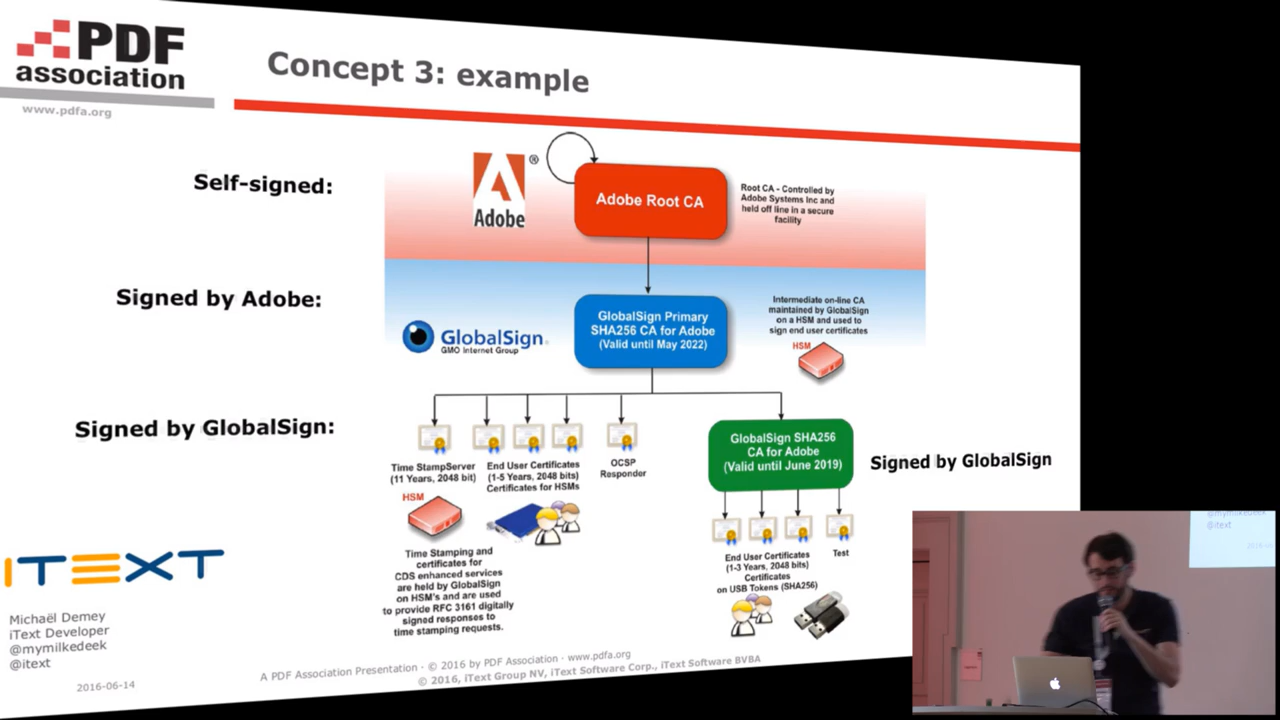 PDF
association
www.pdfa.org
Concept 3: example
Self-signed:
Adobe
®
Adobe Root CA
Root CA - Controlled by
Adobe Systems Inc and
held off line in a secure
facility
Signed by Adobe:
GlobalSign
GMO Internet Group
GlobalSign Primary
SHA256 CA for Adobe
(Valid until May 2022)
Intermediate on-line CA
maintained by GlobalSign
on a HSM and used to
sign end user certificates
HSM
Signed by GlobalSign:
Time StampServer
(11 Years, 2048 bit)
HSM
Time Stamping and
certificates for
CDS enhanced services
are held by GlobalSign
on HSM's and are used
to provide RFC 3161 digitally
signed responses to
time stamping requests.
End User Certificates
(1-5 Years, 2048 bits)
Certificates for HSMs
OCSP
Responder
GlobalSign SHA256
CA for Adobe
(Valid until June 2019)
Signed by GlobalSign
End User Certificates
(1-3 Years, 2048 bits)
Certificates
on USB Tokens (SHA256)
Test
iTEXT
Michaël Demey
iText Developer
@mymilkedeek
@itext
2016-06-14
A PDF Association Presentation · © 2016 by PDF Association · www.pdfa.org
© 2016, iText Group NV, iText Software Corp., iText Software BVBA
@mymilkedeek
@itext